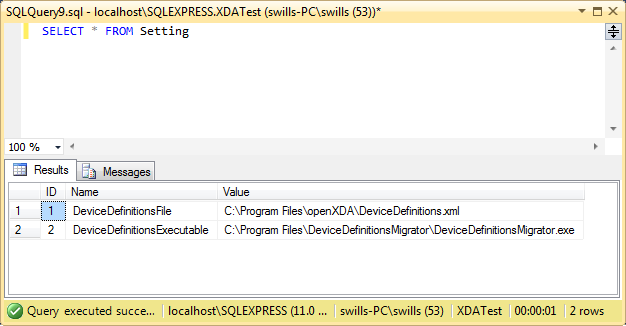 SQLQuery9.sql - localhost\SQLEXPRESS.XDATest (swills-PC\swills (53))*
SELECT * FROM Setting
100 %
Results Messages
ID Name Value
1 1 DeviceDefinitionsFile C:\Program Files\openXDA\DeviceDefinitions.xml
2 2 DeviceDefinitionsExecutable C:\Program Files\DeviceDefinitionsMigrator\DeviceDefinitionsMigrator.exe
Query executed succe... localhost\SQLEXPRESS (11.0 ... swills-PC\swills (53) XDATest 00:00:01 2 rows